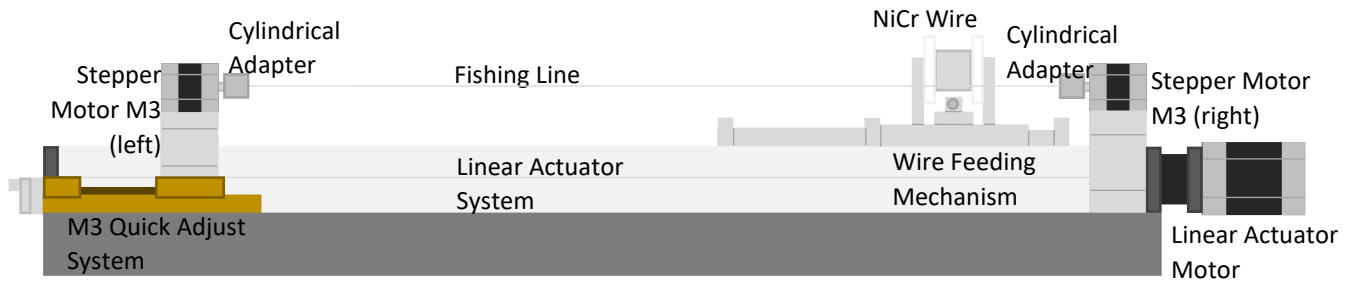 NiCr Wire
Cylindrical
Adapter
Cylindrical
Adapter
Stepper
Motor M3
(left)
Fishing Line
Stepper Motor
M3 (right)
Linear Actuator
System
Wire Feeding
Mechanism
M3 Quick Adjust
System
Linear Actuator
Motor